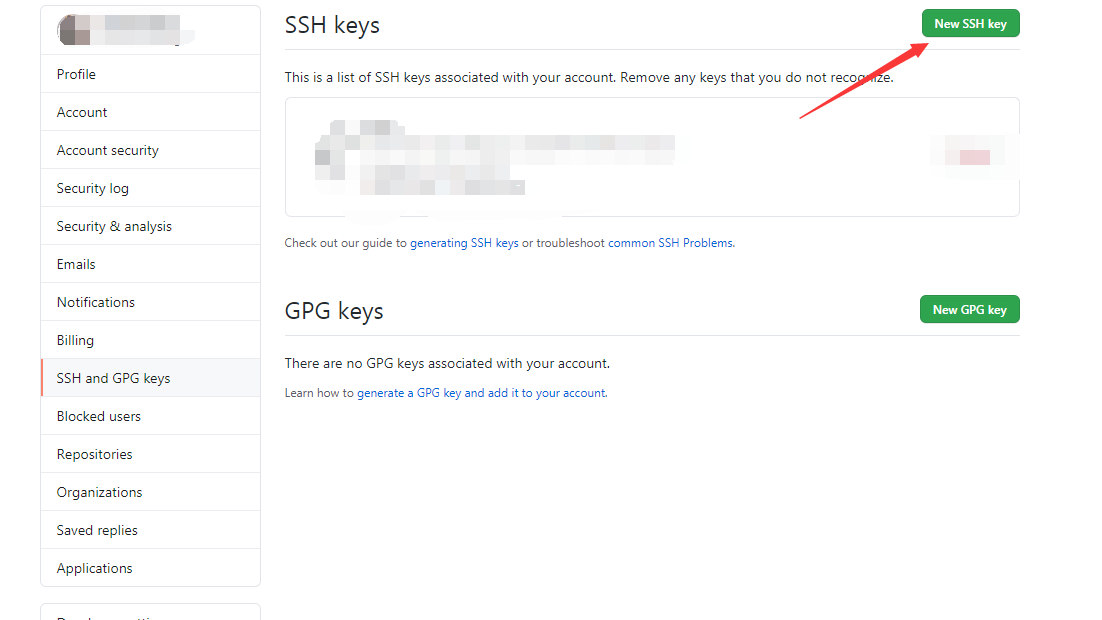 SSH keys
New SSH key
This is a list of SSH keys associated with your account. Remove any keys that you do not recognize.
Check out our guide to generating SSH keys or troubleshoot common SSH Problems.
GPG keys
New GPG key
There are no GPG keys associated with your account.
Learn how to generate a GPG key and add it to your account.
Profile
Account
Account security
Security log
Security & analysis
Emails
Notifications
Billing
SSH and GPG keys
Blocked users
Repositories
Organizations
Saved replies
Applications